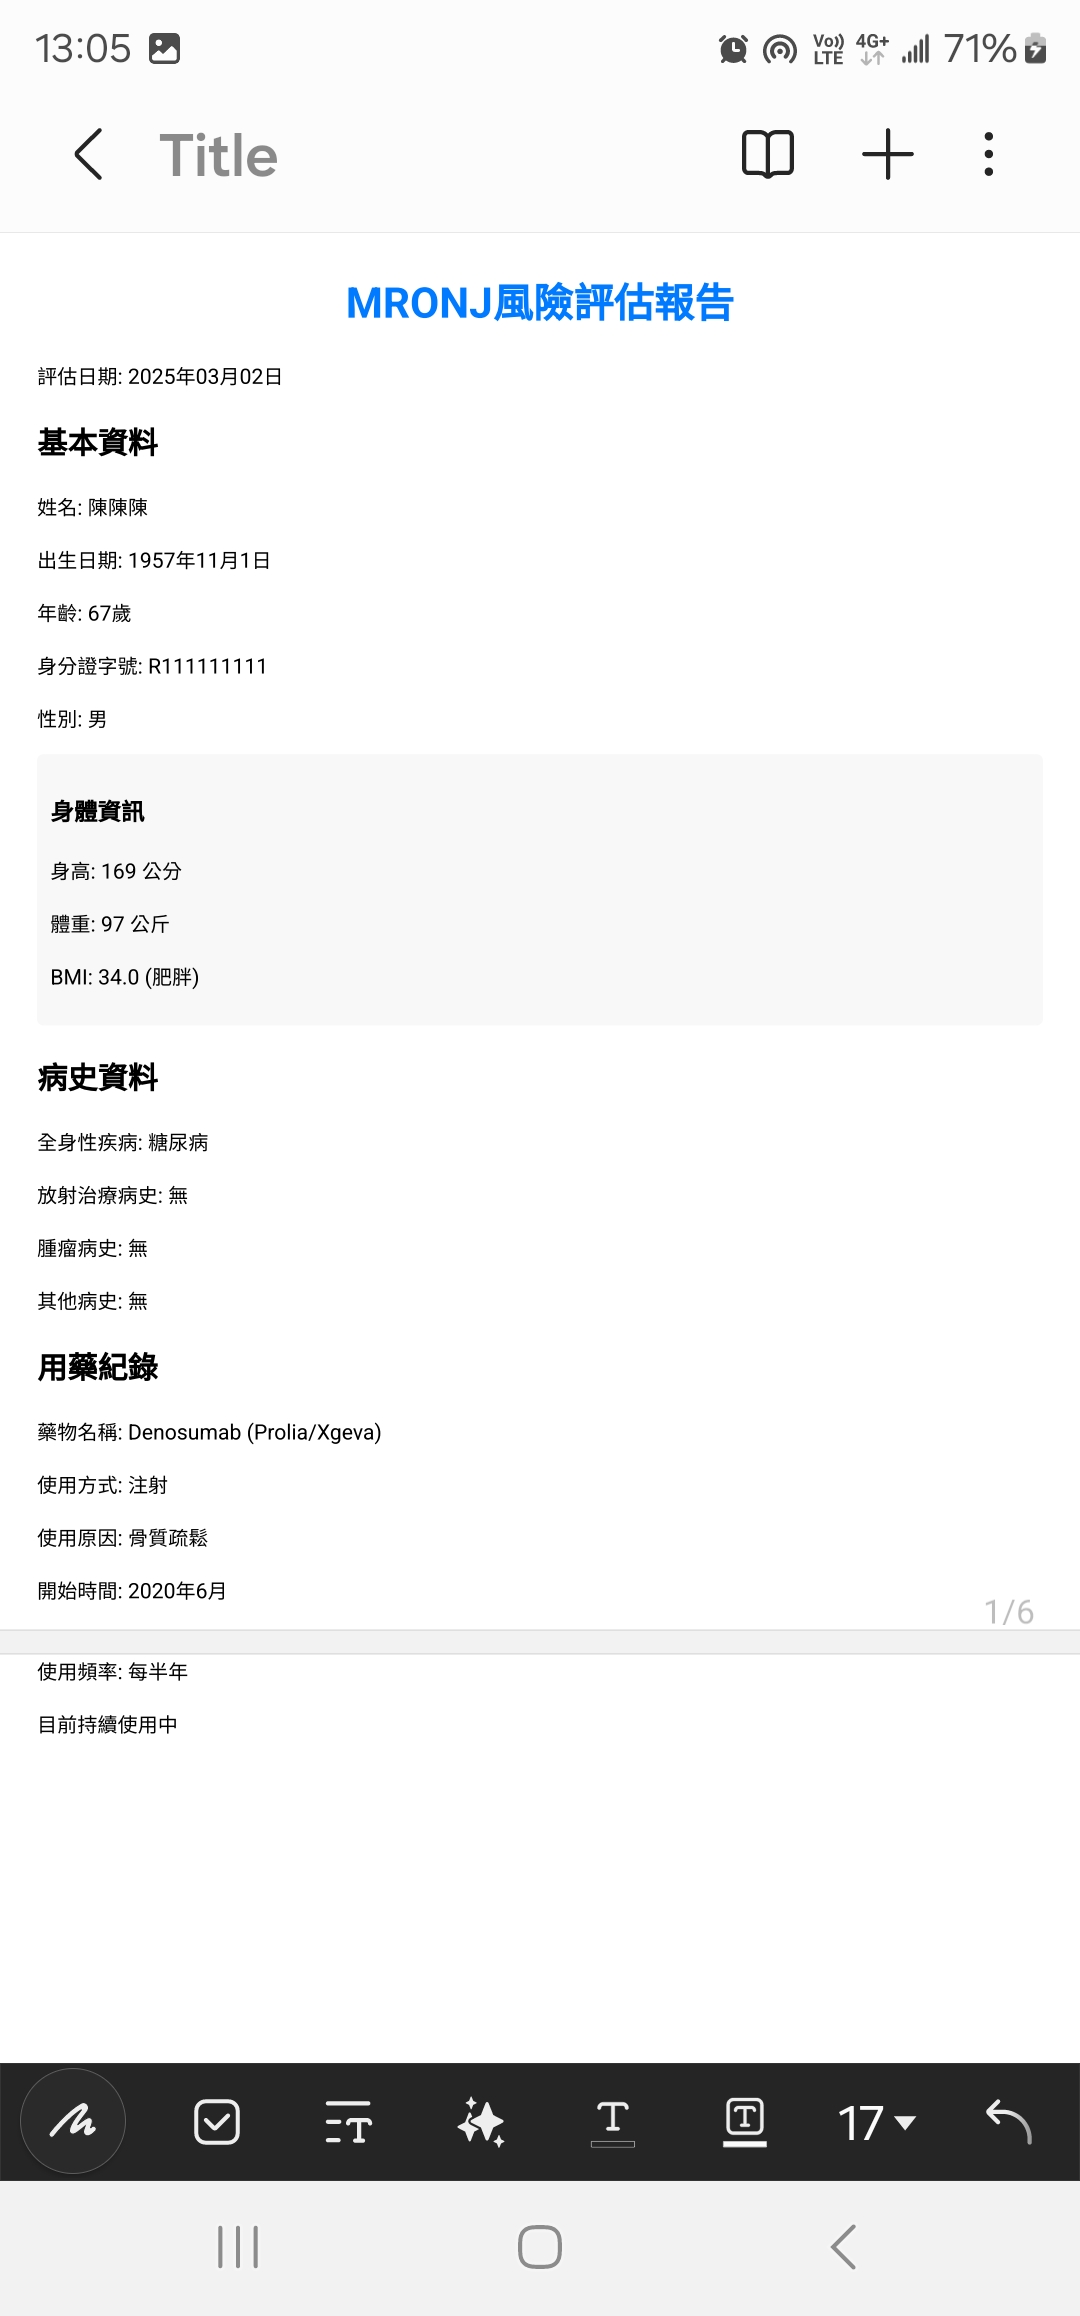 13:05
Vo)) LTE 4G+ 71%
Title
MRONJ風險評估報告
評估日期: 2025年03月02日
基本資料
姓名: 陳陳陳
出生日期: 1957年11月1日
年齡: 67歲
身分證字號: R111111111
性別: 男
身體資訊
身高: 169 公分
體重: 97 公斤
BMI: 34.0 (肥胖)
病史資料
全身性疾病: 糖尿病
放射治療病史: 無
腫瘤病史: 無
其他病史: 無
用藥紀錄
藥物名稱: Denosumab (Prolia/Xgeva)
使用方式: 注射
使用原因: 骨質疏鬆
開始時間: 2020年6月
1/6
使用頻率: 每半年
目前持續使用中
17